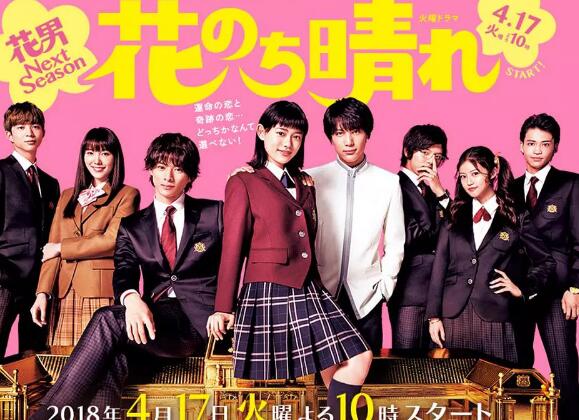 花男
Next
Season
火曜ドラマ
花のち晴れ
4.17
火 よる10時
START!
運命の恋と
奇跡の恋…
どっちかなんて
選べない!
2018年4月17日火曜よる10時スタート